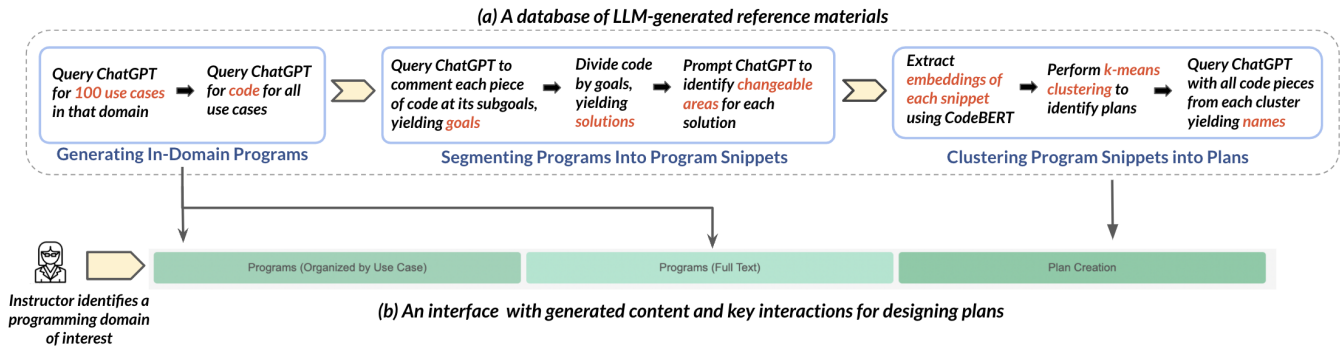 (a) A database of LLM-generated reference materials
Query ChatGPT
for 100 use cases
in that domain
Query ChatGPT
for code for all
use cases
Generating In-Domain Programs
Query ChatGPT to
comment each piece
of code at its subgoals,
yielding goals
Divide code
by goals,
yielding
solutions
Prompt ChatGPT to
identify changeable
areas for each
solution
Segmenting Programs Into Program Snippets
Extract
embeddings of
each snippet
using CodeBERT
Perform k-means
clustering to
identify plans
Query ChatGPT
with all code pieces
from each cluster
yielding names
Clustering Program Snippets into Plans
Instructor identifies a
programming domain
of interest
Programs (Organized by Use Case)
Programs (Full Text)
Plan Creation
(b) An interface with generated content and key interactions for designing plans